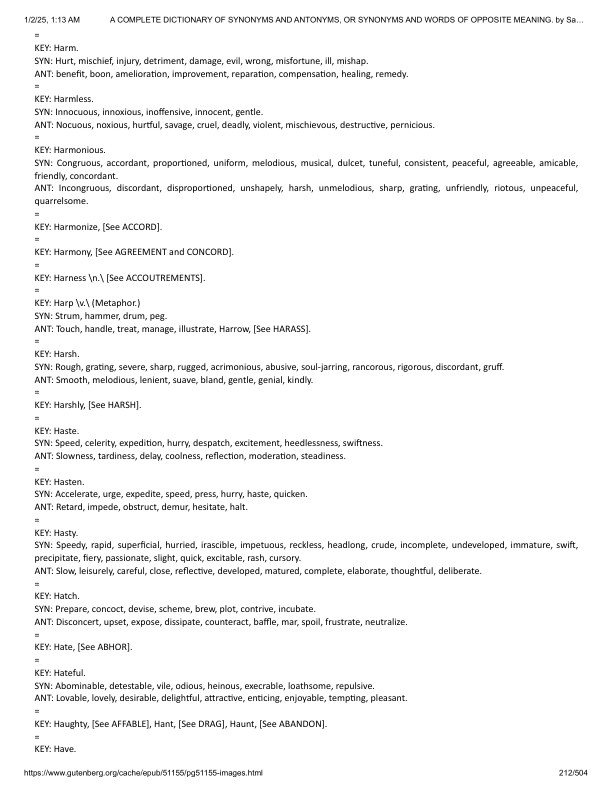 1/2/25, 1:13 AM A COMPLETE DICTIONARY OF SYNONYMS AND ANTONYMS, OR SYNONYMS AND WORDS OF OPPOSITE MEANING. by Sa…
=
KEY: Harm.
SYN: Hurt, mischief, injury, detriment, damage, evil, wrong, misfortune, ill, mishap.
ANT: benefit, boon, amelioration, improvement, reparation, compensation, healing, remedy.
=
KEY: Harmless.
SYN: Innocuous, innoxious, inoffensive, innocent, gentle.
ANT: Nocuous, noxious, hurtful, savage, cruel, deadly, violent, mischievous, destructive, pernicious.
=
KEY: Harmonious.
SYN: Congruous, accordant, proportioned, uniform, melodious, musical, dulcet, tuneful, consistent, peaceful, agreeable, amicable,
friendly, concordant.
ANT: Incongruous, discordant, disproportioned, unshapely, harsh, unmelodious, sharp, grating, unfriendly, riotous, unpeaceful,
quarrelsome.
=
KEY: Harmonize, [See ACCORD].
=
KEY: Harmony, [See AGREEMENT and CONCORD].
=
KEY: Harness \n.\ [See ACCOUTREMENTS].
=
KEY: Harp \v.\ (Metaphor.)
SYN: Strum, hammer, drum, peg.
ANT: Touch, handle, treat, manage, illustrate, Harrow, [See HARASS].
=
KEY: Harsh.
SYN: Rough, grating, severe, sharp, rugged, acrimonious, abusive, soul-jarring, rancorous, rigorous, discordant, gruff.
ANT: Smooth, melodious, lenient, suave, bland, gentle, genial, kindly.
=
KEY: Harshly, [See HARSH].
=
KEY: Haste.
SYN: Speed, celerity, expedition, hurry, despatch, excitement, heedlessness, swiftness.
ANT: Slowness, tardiness, delay, coolness, reflection, moderation, steadiness.
=
KEY: Hasten.
SYN: Accelerate, urge, expedite, speed, press, hurry, haste, quicken.
ANT: Retard, impede, obstruct, demur, hesitate, halt.
=
KEY: Hasty.
SYN: Speedy, rapid, superficial, hurried, irascible, impetuous, reckless, headlong, crude, incomplete, undeveloped, immature, swift,
precipitate, fiery, passionate, slight, quick, excitable, rash, cursory.
ANT: Slow, leisurely, careful, close, reflective, developed, matured, complete, elaborate, thoughtful, deliberate.
=
KEY: Hatch.
SYN: Prepare, concoct, devise, scheme, brew, plot, contrive, incubate.
ANT: Disconcert, upset, expose, dissipate, counteract, baffle, mar, spoil, frustrate, neutralize.
=
KEY: Hate, [See ABHOR].
=
KEY: Hateful.
SYN: Abominable, detestable, vile, odious, heinous, execrable, loathsome, repulsive.
ANT: Lovable, lovely, desirable, delightful, attractive, enticing, enjoyable, tempting, pleasant.
=
KEY: Haughty, [See AFFABLE], Hant, [See DRAG], Haunt, [See ABANDON].
=
KEY: Have.
https://www.gutenberg.org/cache/epub/51155/pg51155-images.html 212/504